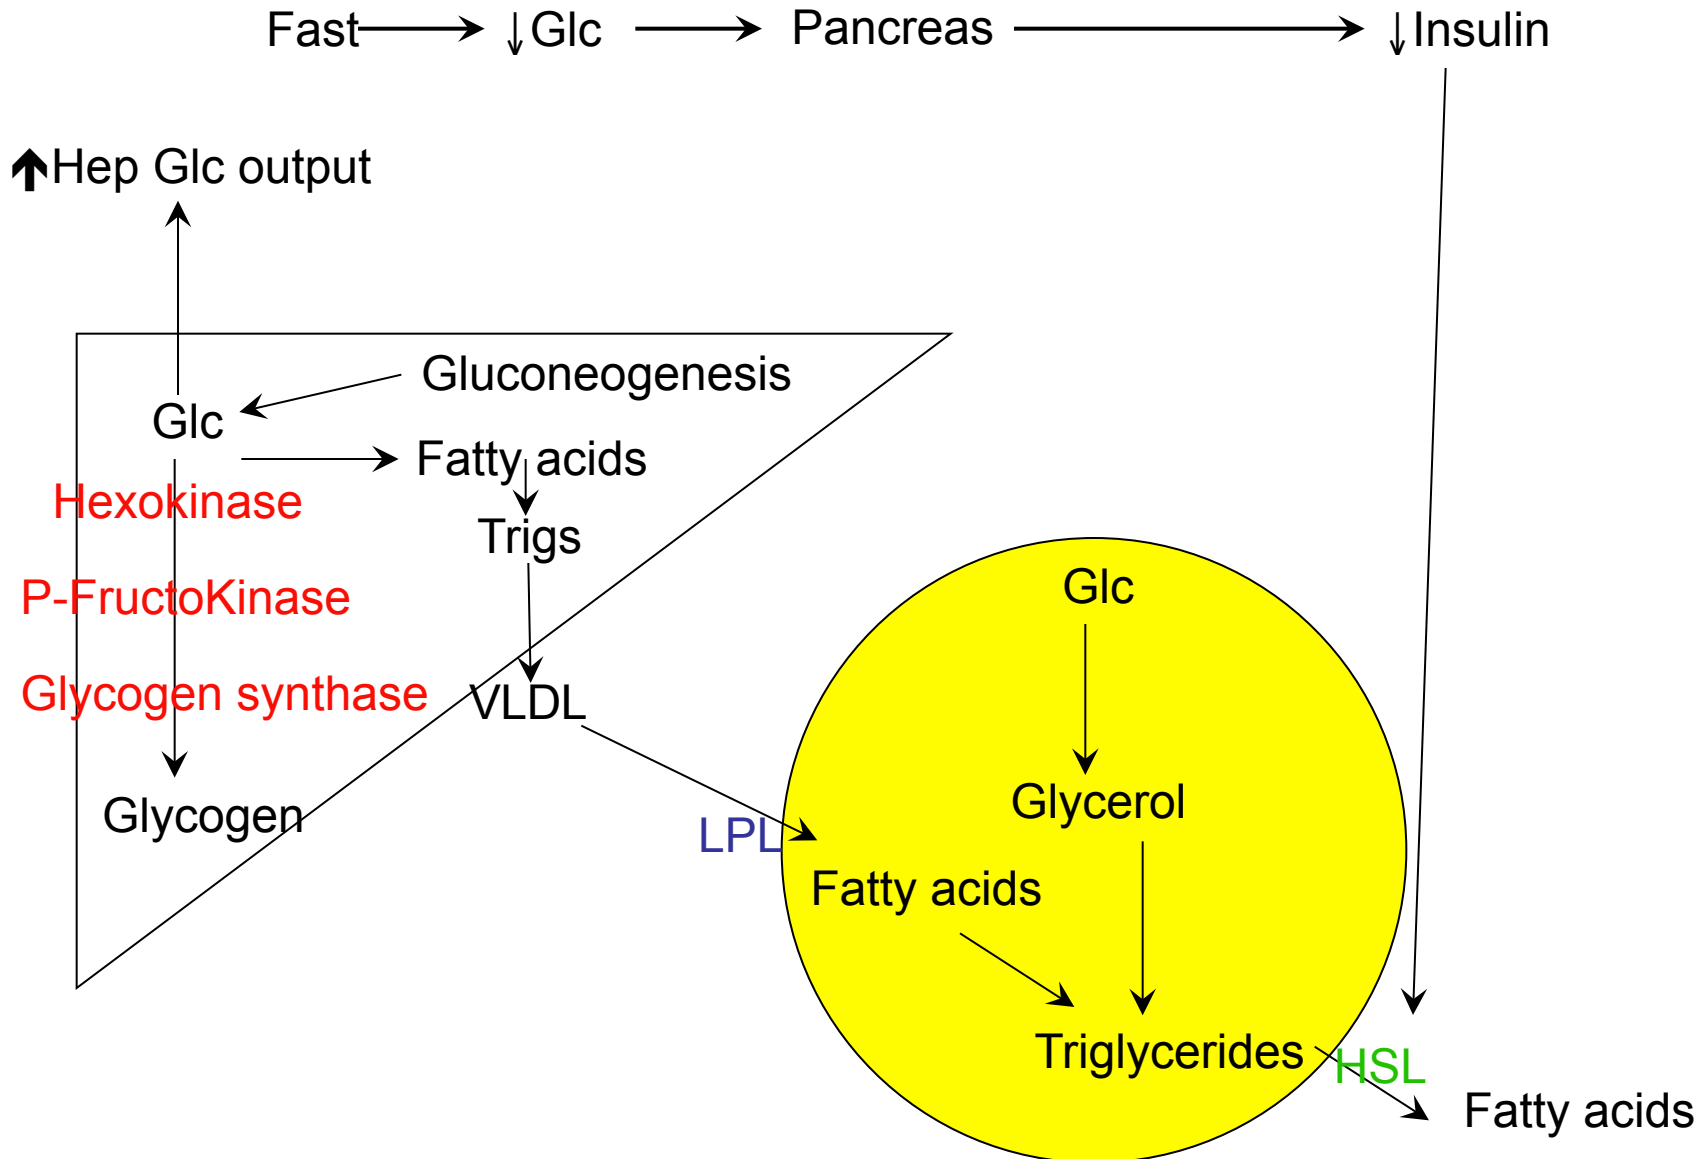 Fast ↓Glc Pancreas ↓Insulin
↑Hep Glc output
Gluconeogenesis
Glc
Fatty acids
Hexokinase
Trigs
P-FructoKinase
Glycogen synthase
VLDL
Glycogen
LPL
Glc
Glycerol
Fatty acids
Triglycerides
HSL
Fatty acids